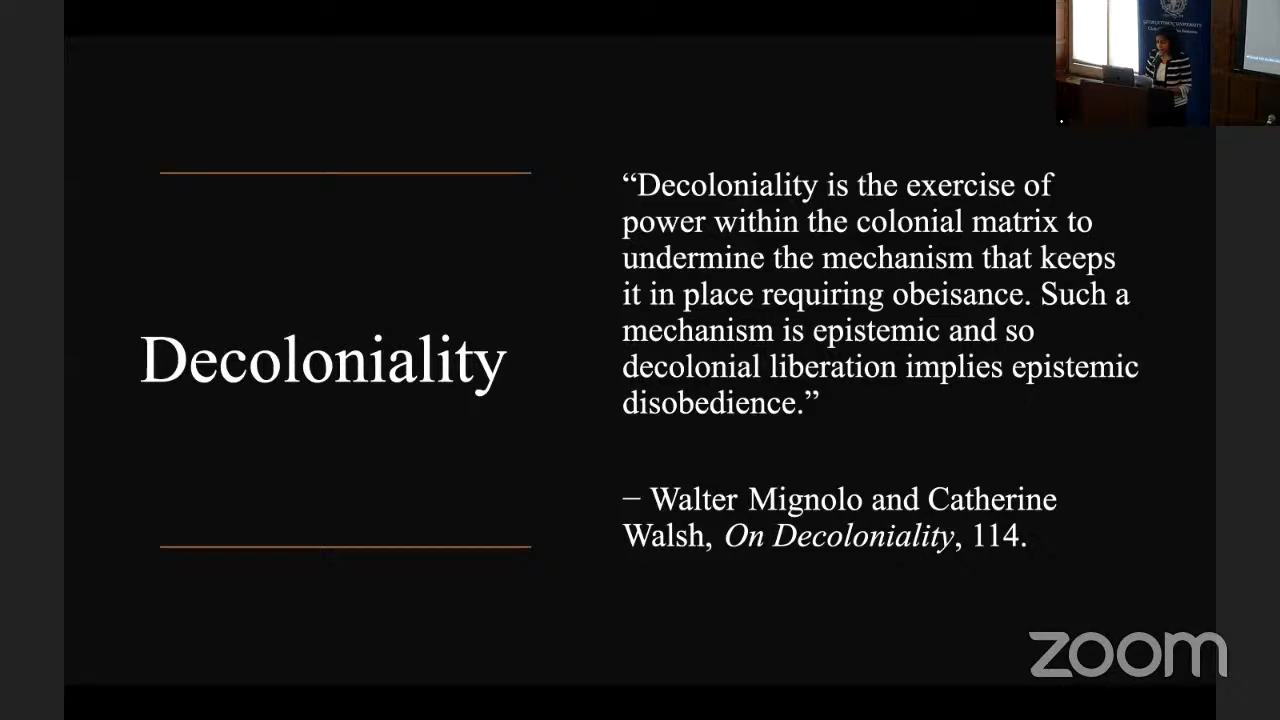 GEORGETOWN UNIVERSITY
Decoloniality
“Decoloniality is the exercise of
power within the colonial matrix to
undermine the mechanism that keeps
it in place requiring obeisance. Such a
mechanism is epistemic and so
decolonial liberation implies epistemic
disobedience.”
– Walter Mignolo and Catherine
Walsh, On Decoloniality, 114.
zoom